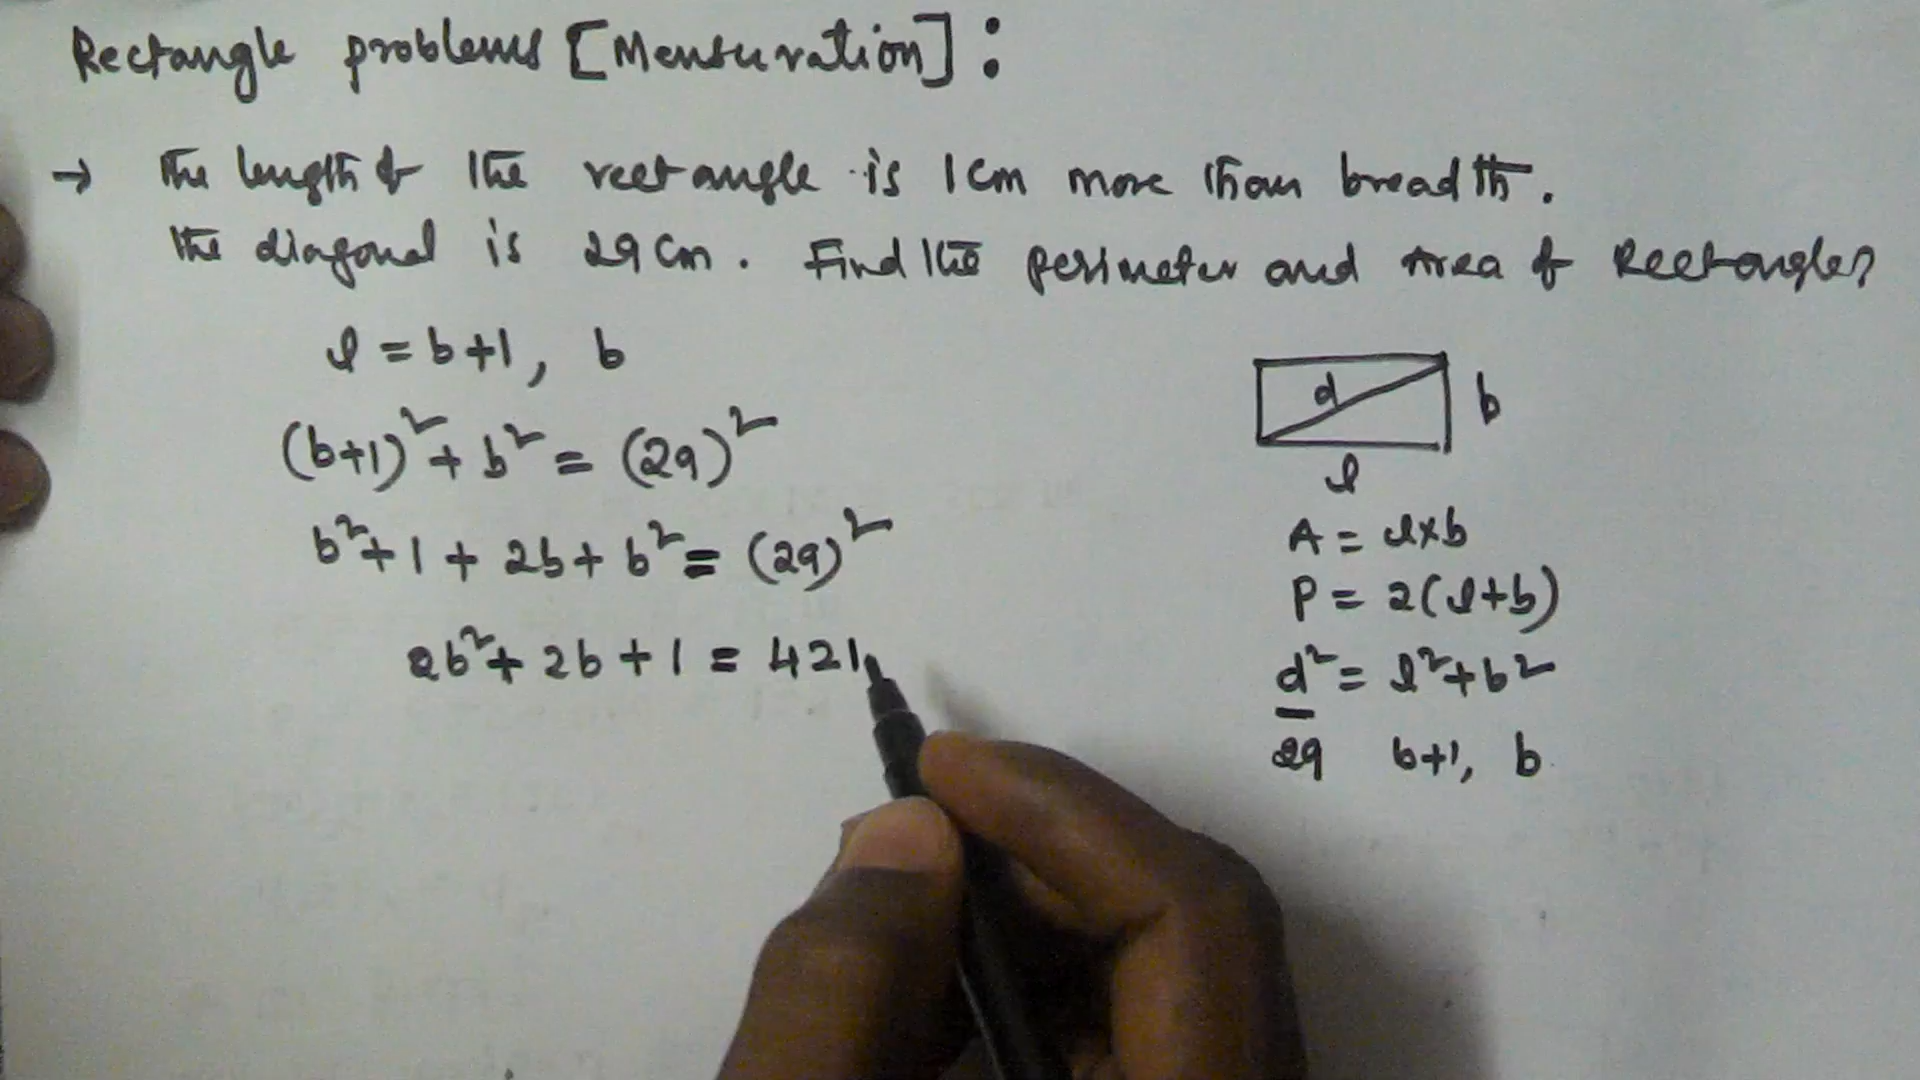 Rectangle problems [Mensuration]:
→ The length of the rectangle is 1cm more than breadth.
The diagonal is 29cm. Find the perimeter and Area of Rectangle?
l = b+1, b
(b+1)² + b² = (29)²
b² + 1 + 2b + b² = (29)²
2b² + 2b + 1 = 421
d
b
l
A = l×b
P = 2(l+b)
d² = l² + b²
29 b+1, b